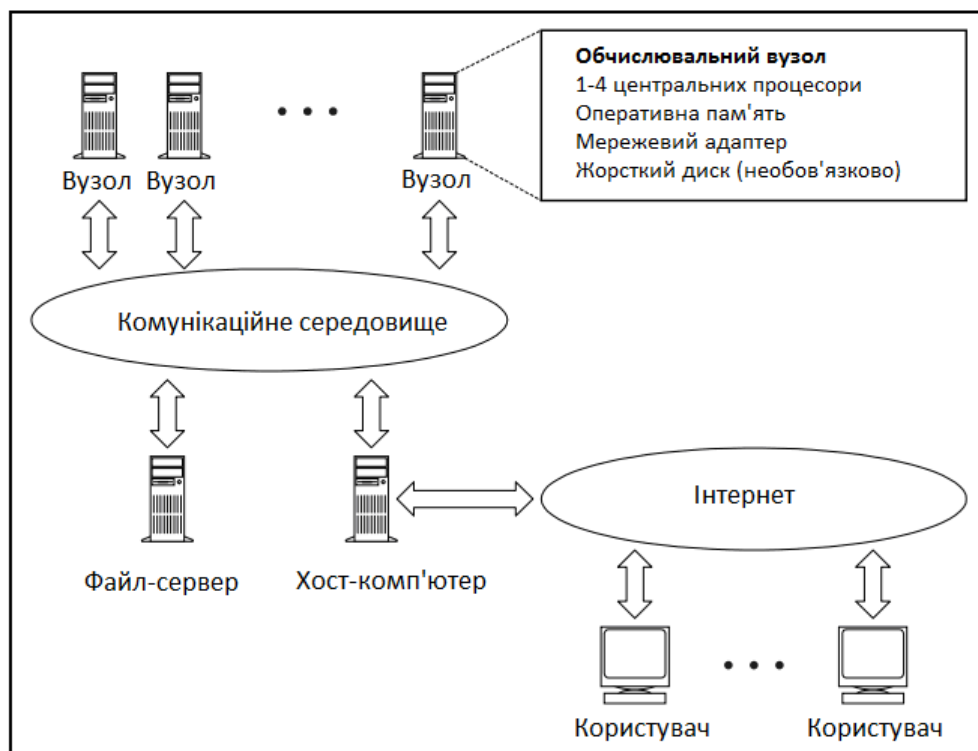 Обчислювальний вузол
1-4 центральних процесори
Оперативна пам'ять
Мережевий адаптер
Жорсткий диск (необов'язково)
Вузол Вузол Вузол
Комунікаційне середовище
Інтернет
Файл-сервер Хост-комп'ютер
Користувач Користувач